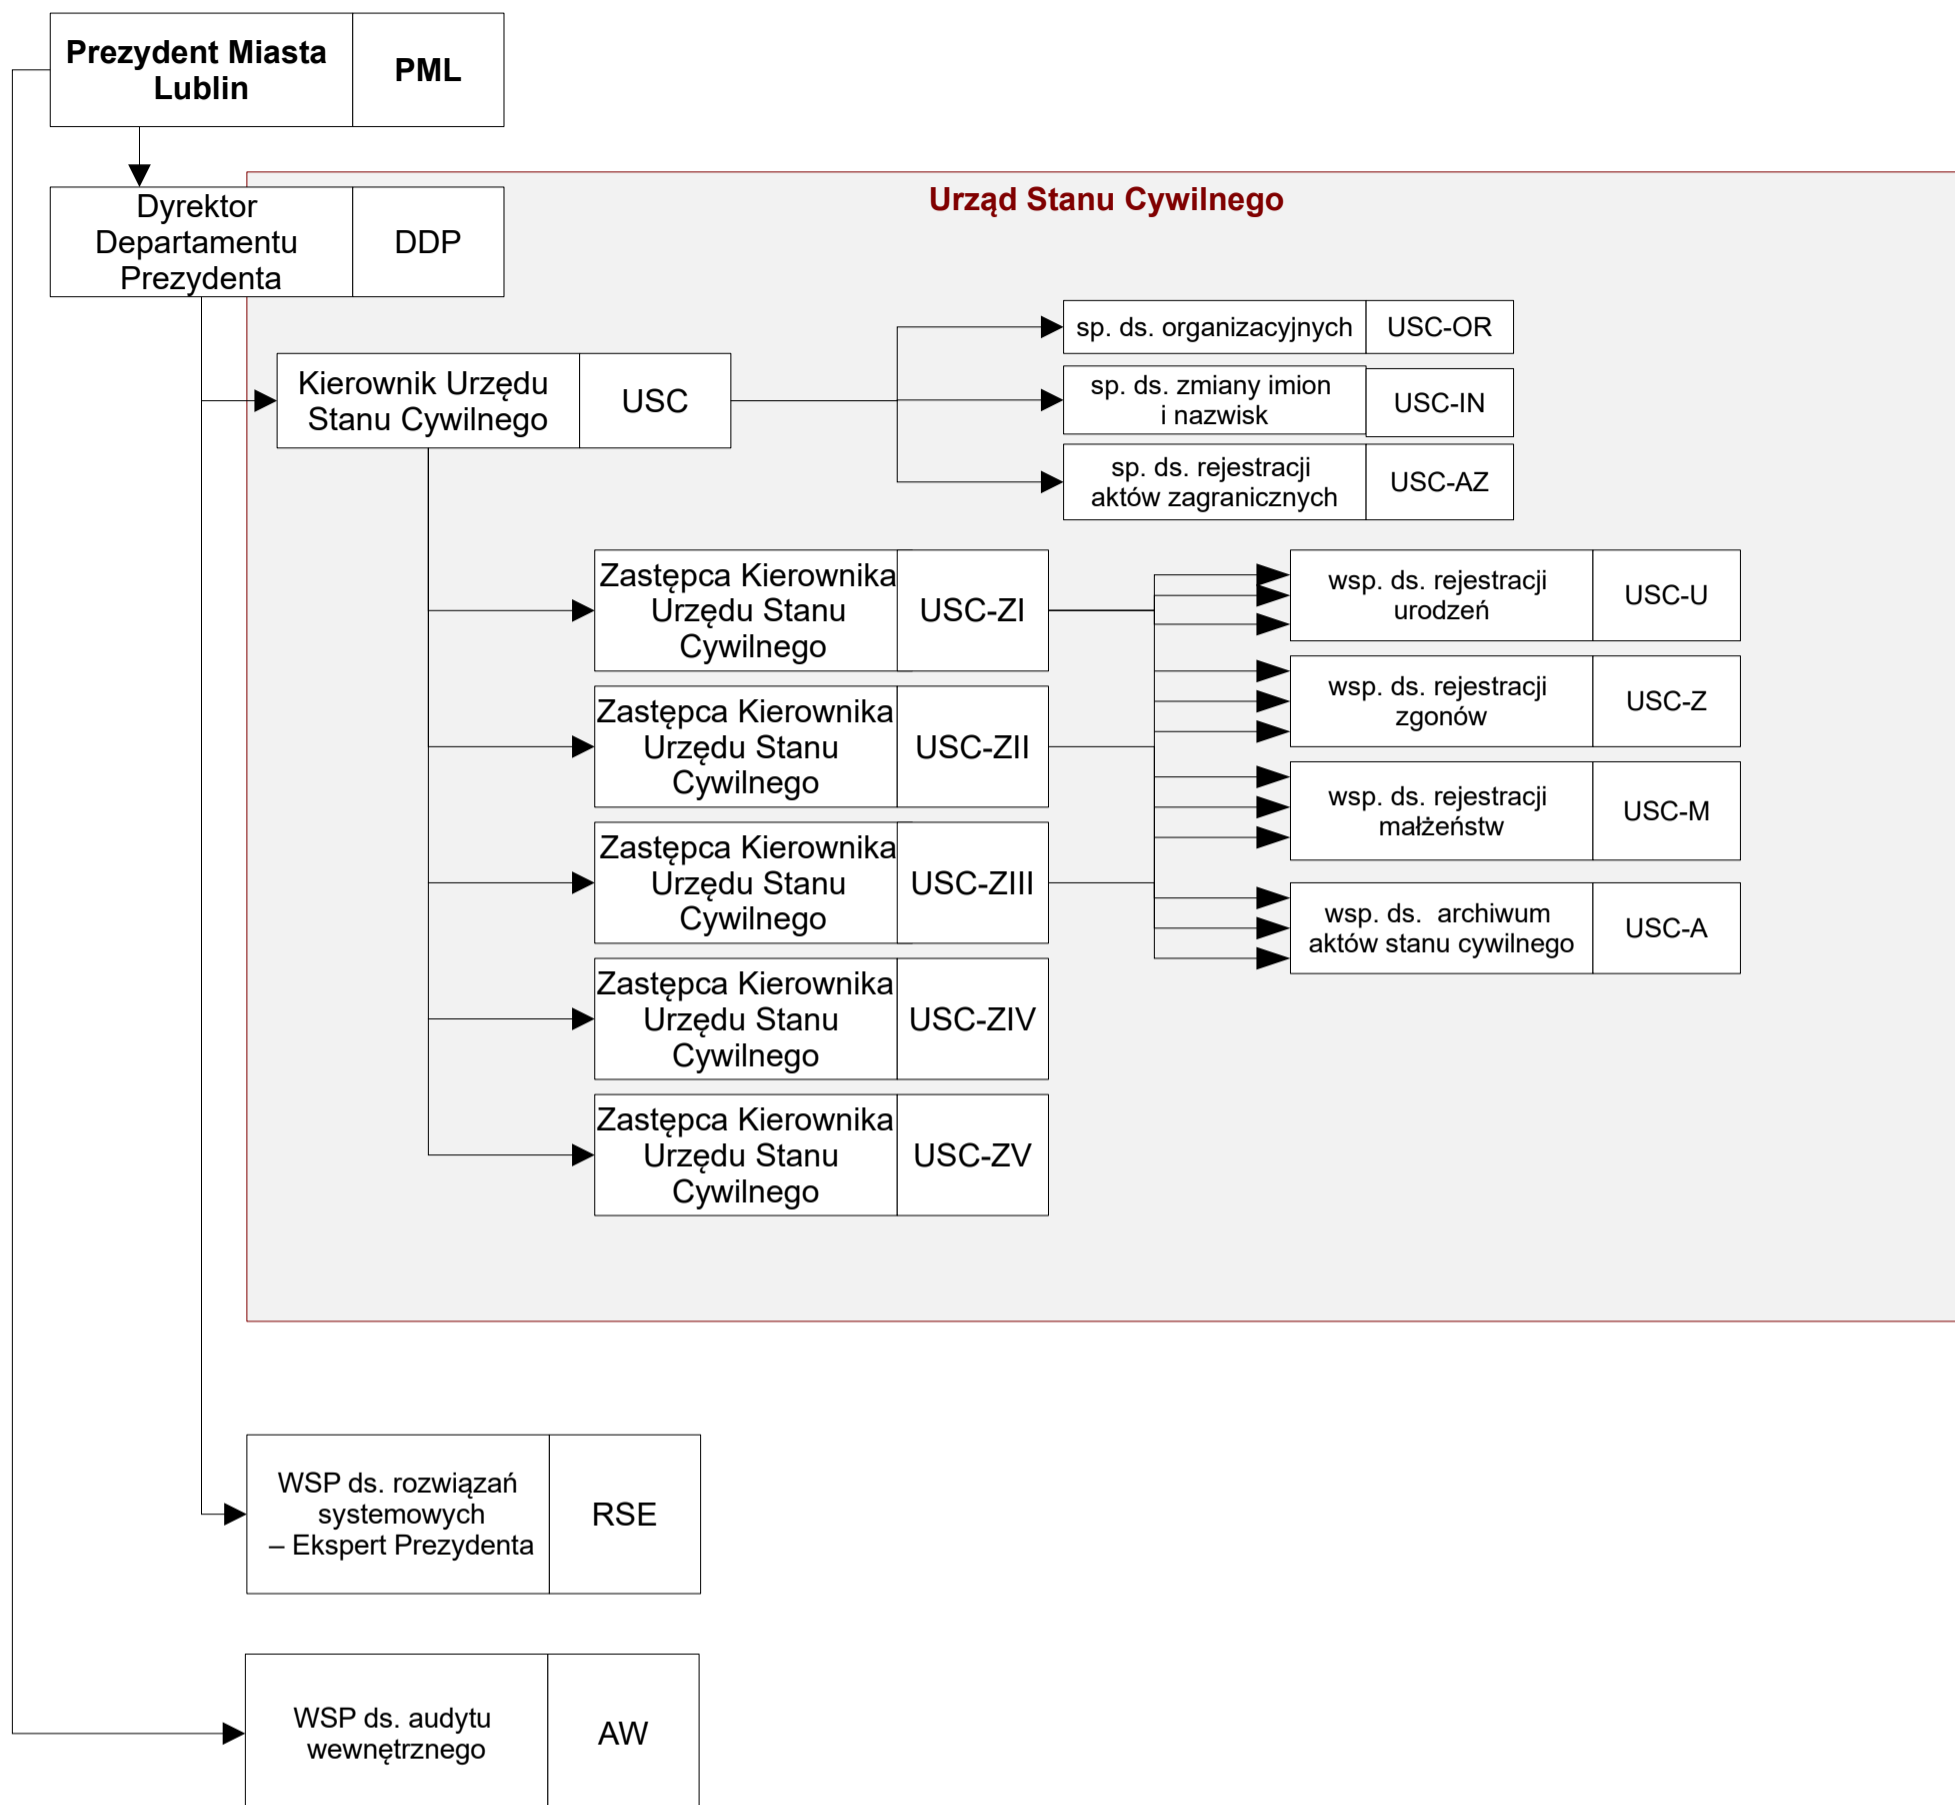 Prezydent Miasta
Lublin
PML
Dyrektor
Departamentu
Prezydenta
DDP
Urząd Stanu Cywilnego
sp. ds. organizacyjnych
USC-OR
Kierownik Urzędu
Stanu Cywilnego
USC
sp. ds. zmiany imion
i nazwisk
USC-IN
sp. ds. rejestracji
aktów zagranicznych
USC-AZ
Zastępca Kierownika
Urzędu Stanu
Cywilnego
USC-ZI
wsp. ds. rejestracji
urodzeń
USC-U
wsp. ds. rejestracji
zgonów
USC-Z
Zastępca Kierownika
Urzędu Stanu
Cywilnego
USC-ZII
wsp. ds. rejestracji
małżeństw
USC-M
Zastępca Kierownika
Urzędu Stanu
Cywilnego
USC-ZIII
wsp. ds. archiwum
aktów stanu cywilnego
USC-A
Zastępca Kierownika
Urzędu Stanu
Cywilnego
USC-ZIV
Zastępca Kierownika
Urzędu Stanu
Cywilnego
USC-ZV
WSP ds. rozwiązań
systemowych
– Ekspert Prezydenta
RSE
WSP ds. audytu
wewnętrznego
AW